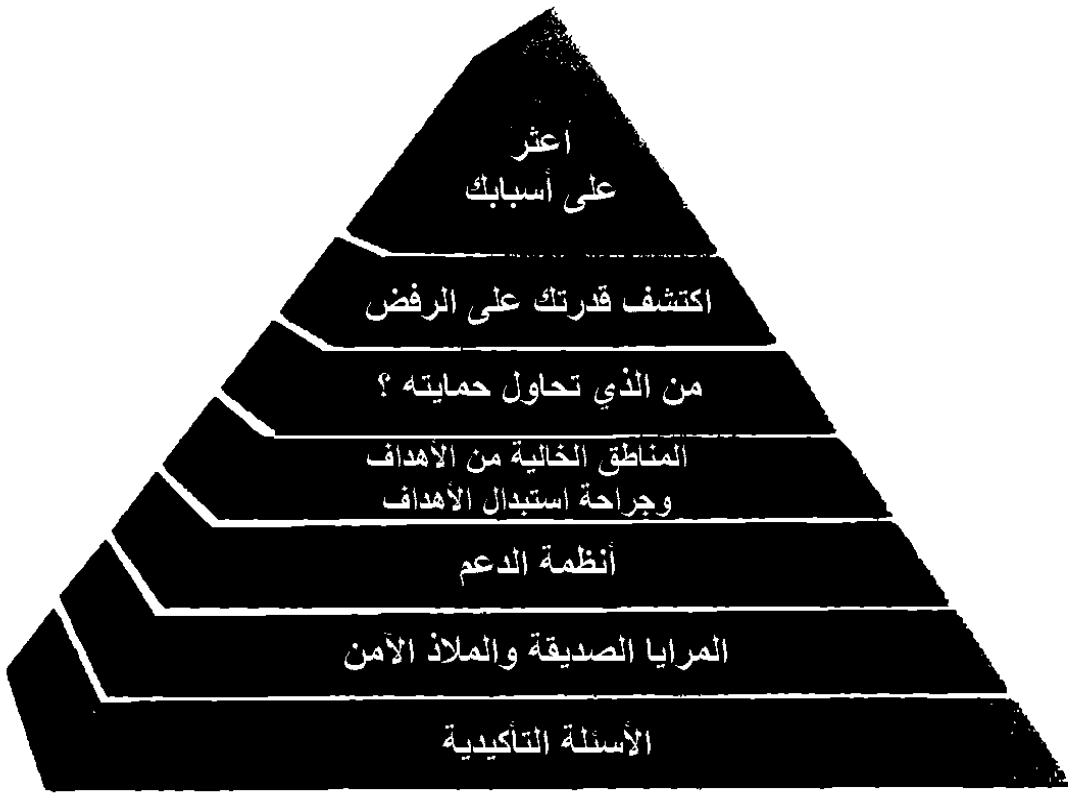 أعثر
على أسبابك
اكتشف قدرتك على الرفض
من الذي تحاول حمايته ؟
المناطق الخالية من الأهداف
وجراحة استبدال الأهداف
أنظمة الدعم
المرايا الصديقة والملاذ الآمن
الأسئلة التأكيدية